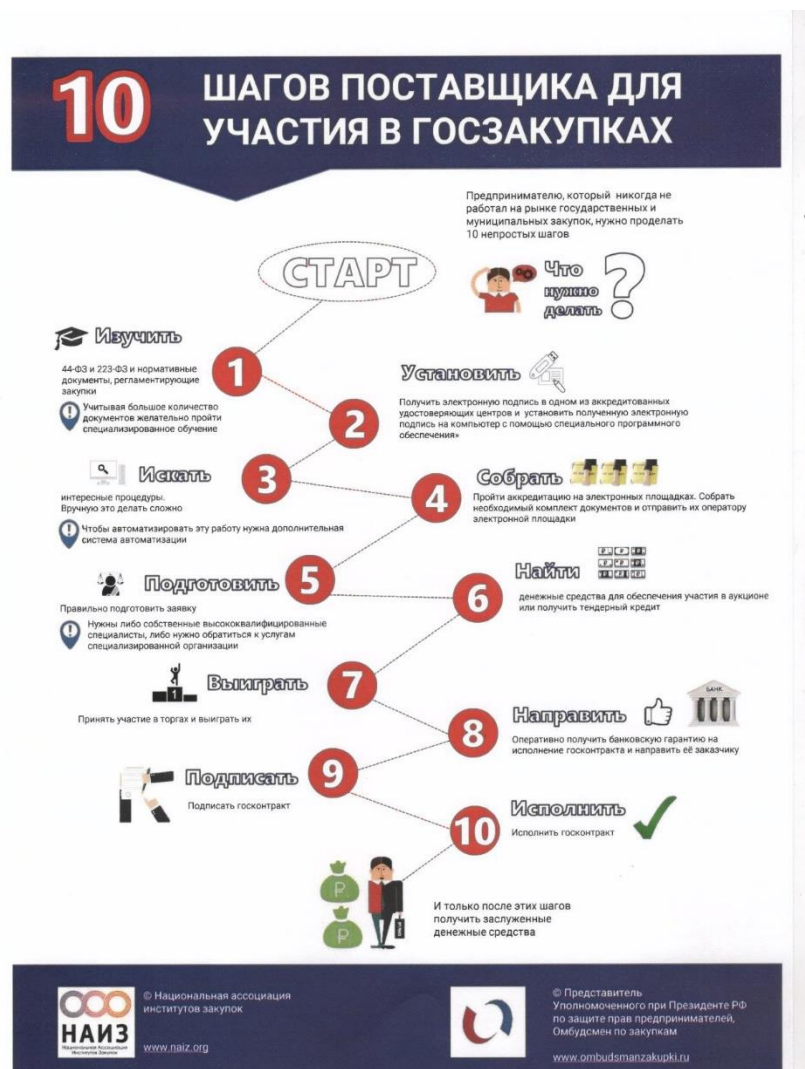 10
ШАГОВ ПОСТАВЩИКА ДЛЯ
УЧАСТИЯ В ГОСЗАКУПКАХ
Предпринимателю, который никогда не
работал на рынке государственных и
муниципальных закупок, нужно проделать
10 непростых шагов
СТАРТ
Что
нужно
делать
?
Изучить
1
44-ФЗ и 223-ФЗ и нормативные
документы, регламентирующие
закупки
Учитывая большое количество
документов желательно пройти
специализированное обучение
Установить
2
Получить электронную подпись в одном из аккредитованных
удостоверяющих центров и установить полученную электронную
подпись на компьютер с помощью специального программного
обеспечения»
Искать
3
интересные процедуры.
Вручную это делать сложно
Чтобы автоматизировать эту работу нужна дополнительная
система автоматизации
Собрать
4
Пройти аккредитацию на электронных площадках. Собрать
необходимый комплект документов и отправить их оператору
электронной площадки
Подготовить
5
Правильно подготовить заявку
Нужны либо собственные высококвалифицированные
специалисты, либо нужно обратиться к услугам
специализированной организации
Найти
6
денежные средства для обеспечения участия в аукционе
или получить тендерный кредит
Выиграть
1
7
Принять участие в торгах и выиграть их
Направить
БАНК
8
Оперативно получить банковскую гарантию на
исполнение госконтракта и направить её заказчику
Подписать
9
Подписать госконтракт
Исполнить
10
Исполнить госконтракт
И только после этих шагов
получить заслуженные
денежные средства
НАИЗ
Национальная Ассоциация
Институтов Закупок
© Национальная ассоциация
институтов закупок
www.naiz.org
© Представитель
Уполномоченного при Президенте РФ
по защите прав предпринимателей,
Омбудсмен по закупкам
www.ombudsmanzakupki.ru